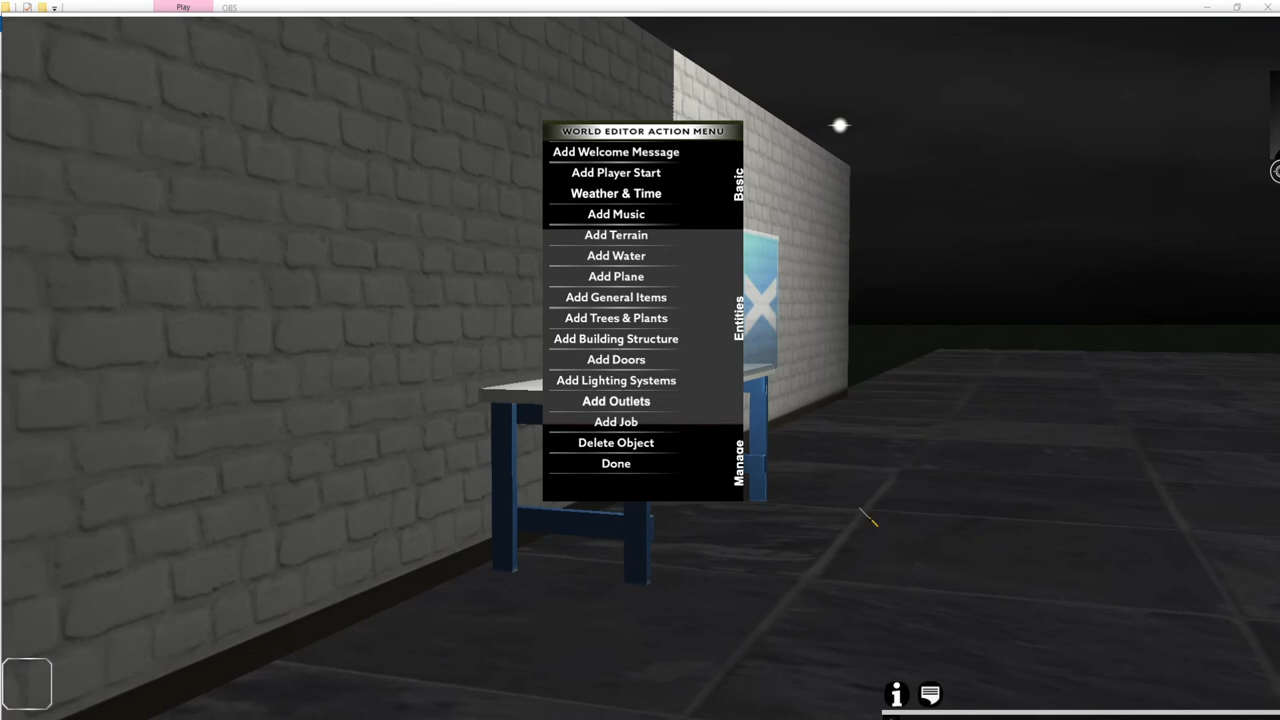 Play
OBS
WORLD EDITOR ACTION MENU
Add Welcome Message
Add Player Start
Weather & Time
Add Music
Basic
Add Terrain
Add Water
Add Plane
Add General Items
Add Trees & Plants
Add Building Structure
Add Doors
Add Lighting Systems
Add Outlets
Add Job
Entities
Delete Object
Done
Manage